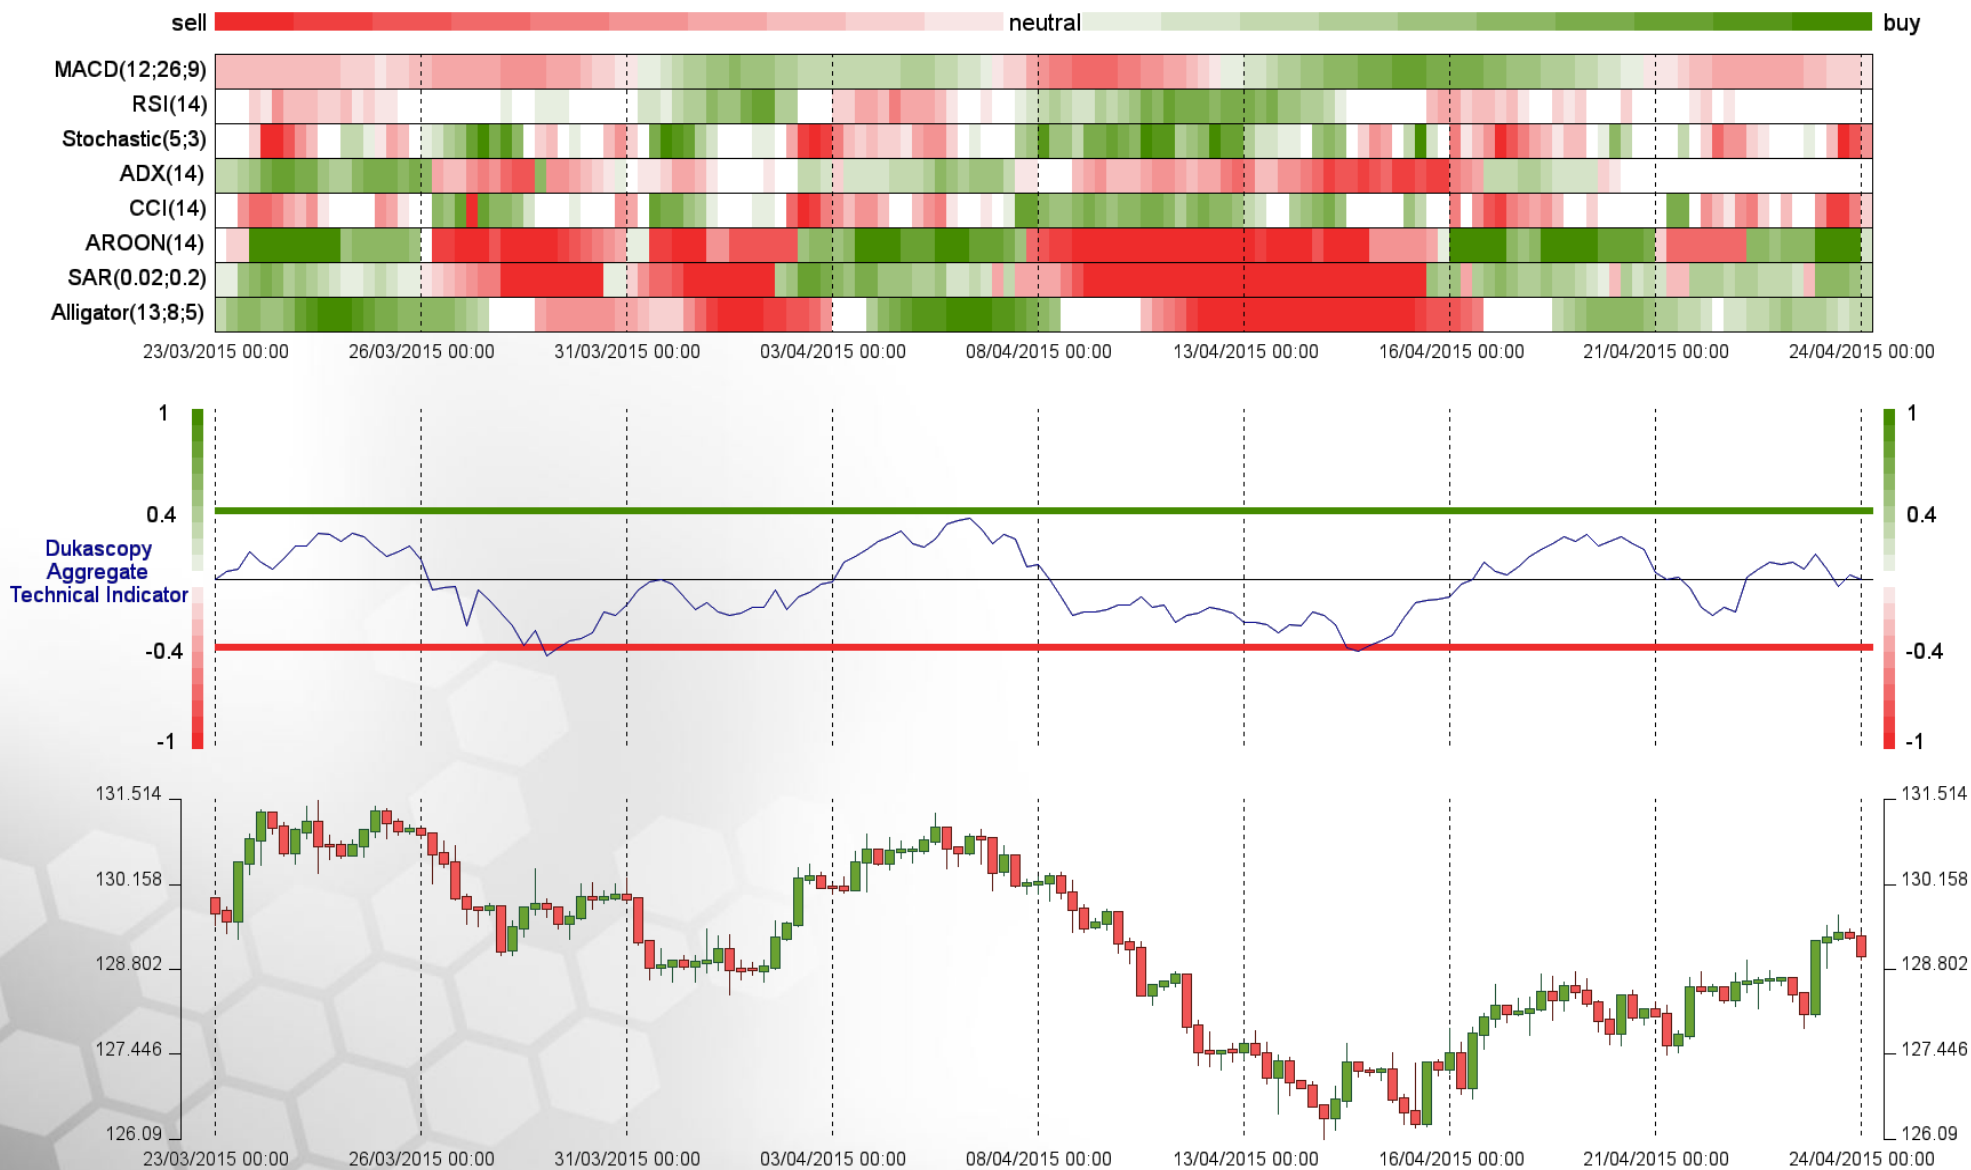 sell neutral buy
MACD(12;26;9)
RSI(14)
Stochastic(5;3)
ADX(14)
CCI(14)
AROON(14)
SAR(0.02;0.2)
Alligator(13;8;5)
23/03/2015 00:00 26/03/2015 00:00 31/03/2015 00:00 03/04/2015 00:00 08/04/2015 00:00 13/04/2015 00:00 16/04/2015 00:00 21/04/2015 00:00 24/04/2015 00:00
1 1
0.4 0.4
Dukascopy
Aggregate
Technical Indicator
-0.4 -0.4
-1 -1
131.514 131.514
130.158 130.158
128.802 128.802
127.446 127.446
126.09 126.09
23/03/2015 00:00 26/03/2015 00:00 31/03/2015 00:00 03/04/2015 00:00 08/04/2015 00:00 13/04/2015 00:00 16/04/2015 00:00 21/04/2015 00:00 24/04/2015 00:00